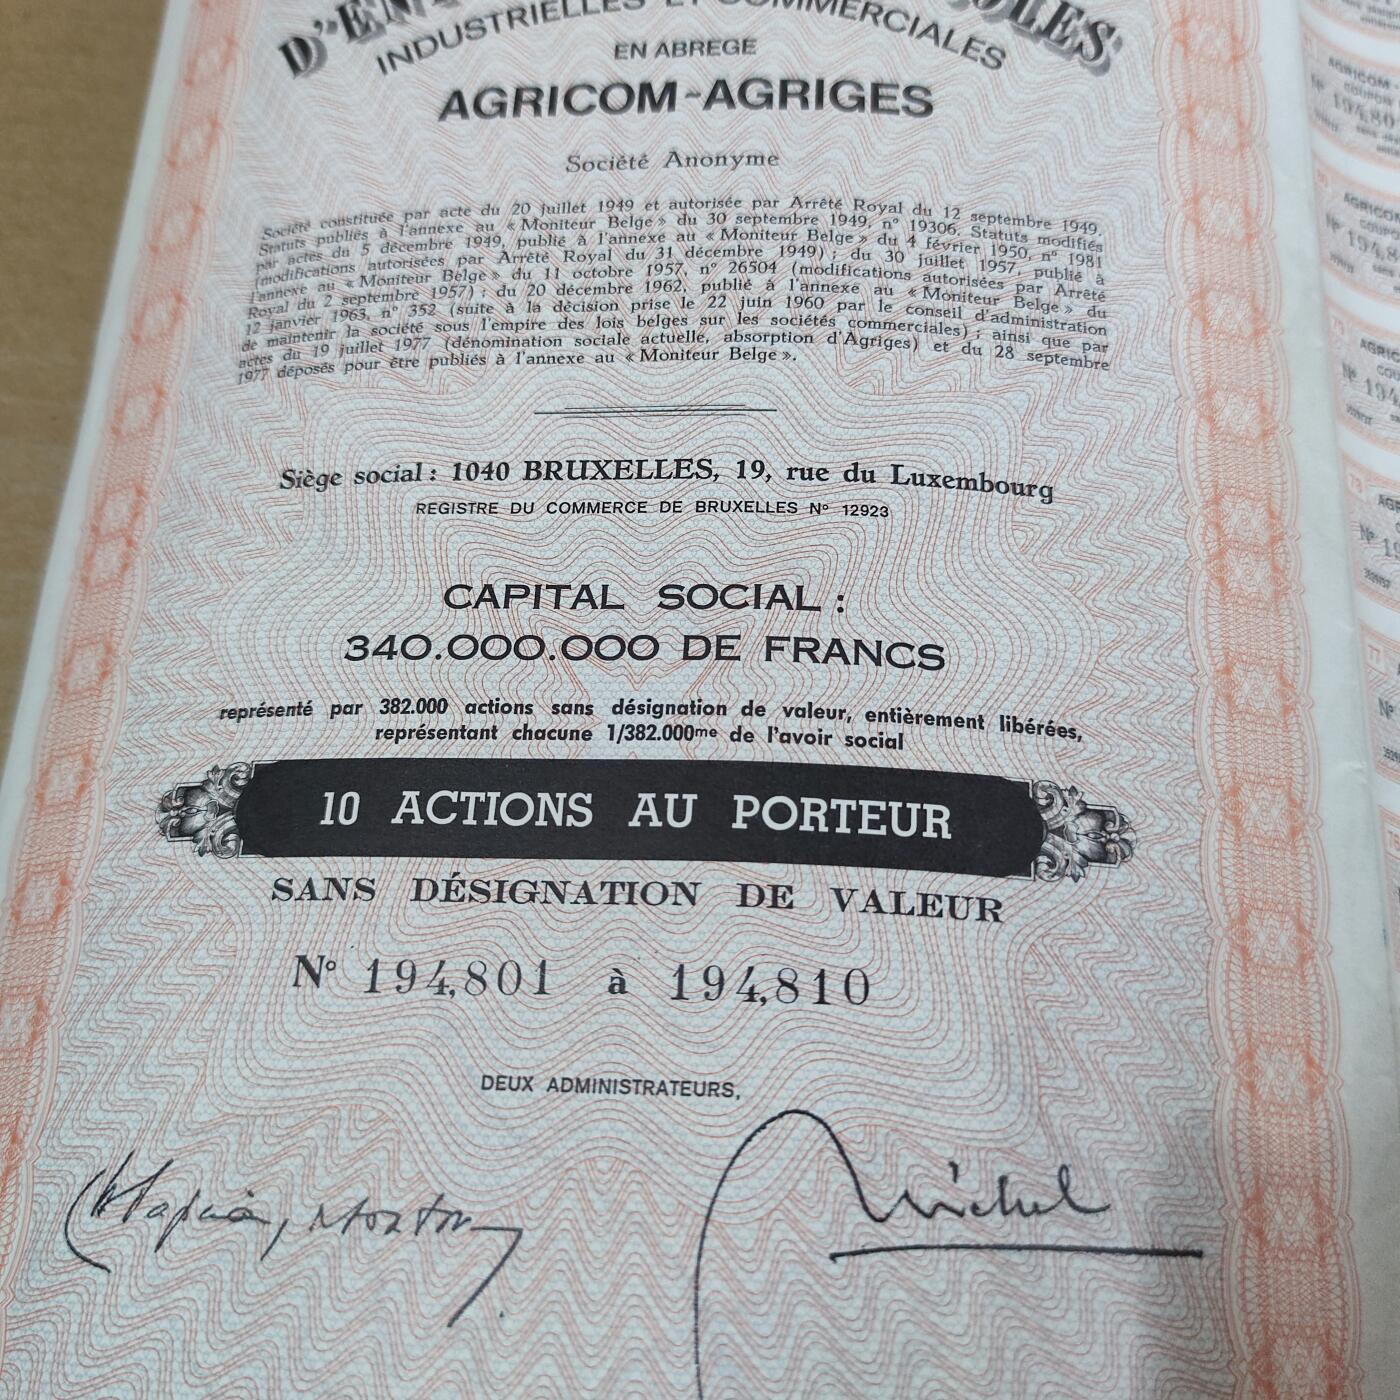 INDUSTRIELLES ET COMMERCIALES
EN ABREGE
AGRICOM-AGRIGES
Société Anonyme
Société constituée par acte du 20 juillet 1949 et autorisée par Arrêté Royal du 12 septembre 1949.
Statuts publiés à l'annexe au « Moniteur Belge » du 30 septembre 1949, n° 19306. Statuts modifiés
par actes du 5 décembre 1949, publié à l'annexe au « Moniteur Belge » du 4 février 1950, n° 1981
(modifications autorisées par Arrêté Royal du 31 décembre 1949) ; du 30 juillet 1957, publié à
l'annexe au « Moniteur Belge » du 11 octobre 1957, n° 26504 (modifications autorisées par Arrêté
Royal du 2 septembre 1957) ; du 20 décembre 1962, publié à l'annexe au « Moniteur Belge » du
12 janvier 1963, n° 352 (suite à la décision prise le 22 juin 1960 par le conseil d'administration
de maintenir la société sous l'empire des lois belges sur les sociétés commerciales) ; ainsi que par
actes du 19 juillet 1977 (dénomination sociale actuelle, absorption d'Agriges) et du 28 septembre
1977 déposés pour être publiés à l'annexe au « Moniteur Belge ».
Siège social : 1040 BRUXELLES, 19, rue du Luxembourg
REGISTRE DU COMMERCE DE BRUXELLES N° 12923
CAPITAL SOCIAL :
340.000.000 DE FRANCS
représenté par 382.000 actions sans désignation de valeur, entièrement libérées,
représentant chacune 1/382.000me de l'avoir social
10 ACTIONS AU PORTEUR
SANS DÉSIGNATION DE VALEUR
N° 194,801 à 194,810
DEUX ADMINISTRATEURS,
Michel